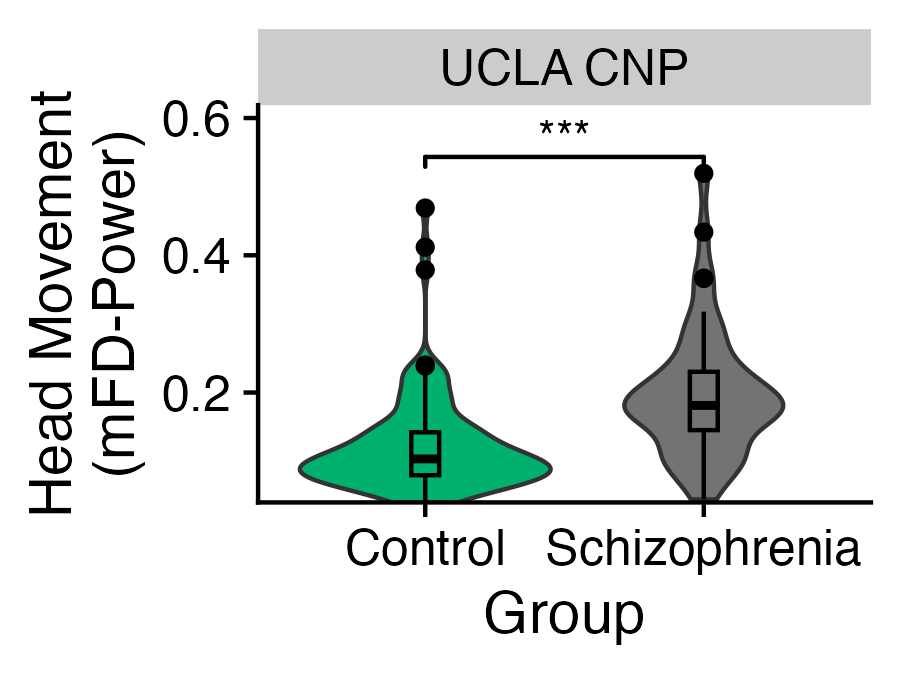 UCLA CNP
***
Head Movement
(mFD-Power)
0.6
0.4
0.2
Control Schizophrenia
Group